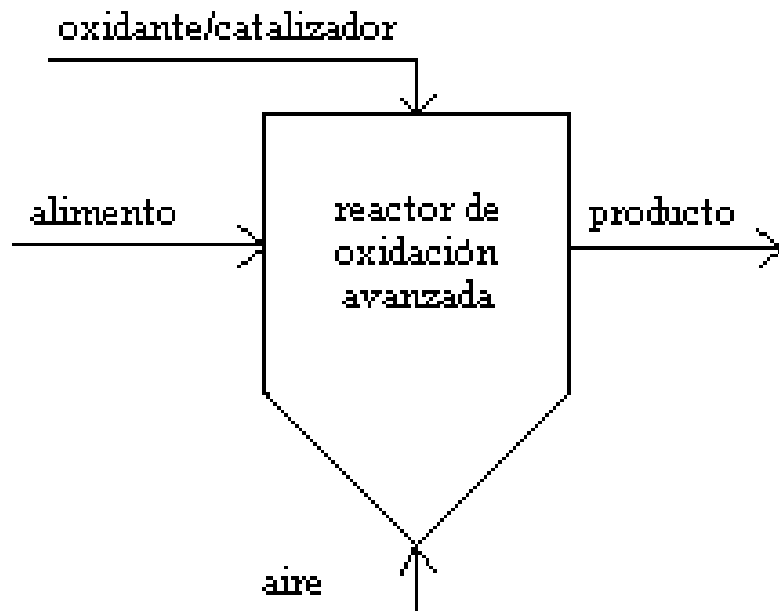 oxidante/catalizador
alimento
reactor de
oxidación
avanzada
producto
aire